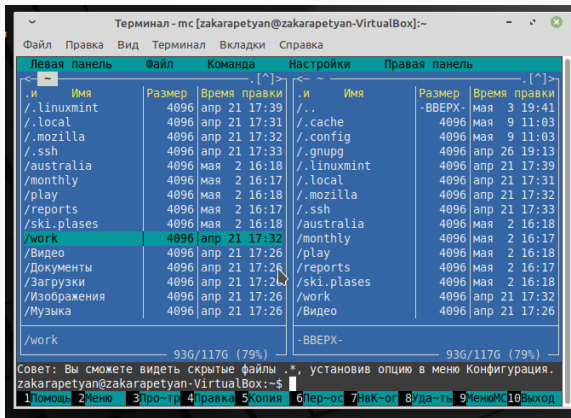 Терминал - mc [zakarapetyan@zakarapetyan-VirtualBox]:~
Файл Правка Вид Терминал Вкладки Справка
Левая панель Файл Команда Настройки Правая панель
<— ~ .[^]> <— ~ .[^]>
.и Имя Размер Время правки .и Имя Размер Время правки
/.linuxmint 4096 апр 21 17:39 /.. -ВВЕРХ- мая 3 19:41
/.local 4096 апр 21 17:31 /.cache 4096 мая 9 11:03
/.mozilla 4096 апр 21 17:32 /.config 4096 мая 9 11:03
/.ssh 4096 апр 21 17:33 /.gnupg 4096 апр 26 19:13
/australia 4096 мая 2 16:18 /.linuxmint 4096 апр 21 17:39
/monthly 4096 мая 2 16:17 /.local 4096 апр 21 17:31
/play 4096 мая 2 16:18 /.mozilla 4096 апр 21 17:32
/reports 4096 мая 2 16:17 /.ssh 4096 апр 21 17:33
/ski.plases 4096 мая 2 16:18 /australia 4096 мая 2 16:18
/work 4096 апр 21 17:32 /monthly 4096 мая 2 16:17
/Видео 4096 апр 21 17:26 /play 4096 мая 2 16:18
/Документы 4096 апр 21 17:26 /reports 4096 мая 2 16:17
/Загрузки 4096 апр 21 17:26 /ski.plases 4096 мая 2 16:18
/Изображения 4096 апр 21 17:26 /work 4096 апр 21 17:32
/Музыка 4096 апр 21 17:26 /Видео 4096 апр 21 17:26
/work -ВВЕРХ-
93G/117G (79%) 93G/117G (79%)
Совет: Вы сможете видеть скрытые файлы .*, установив опцию в меню Конфигурация.
zakarapetyan@zakarapetyan-VirtualBox:~$
1Помощь 2Меню 3Про~тр 4Правка 5Копия 6Пер~ос 7НвК~ог 8Уда~ть 9МенюМС 10Выход